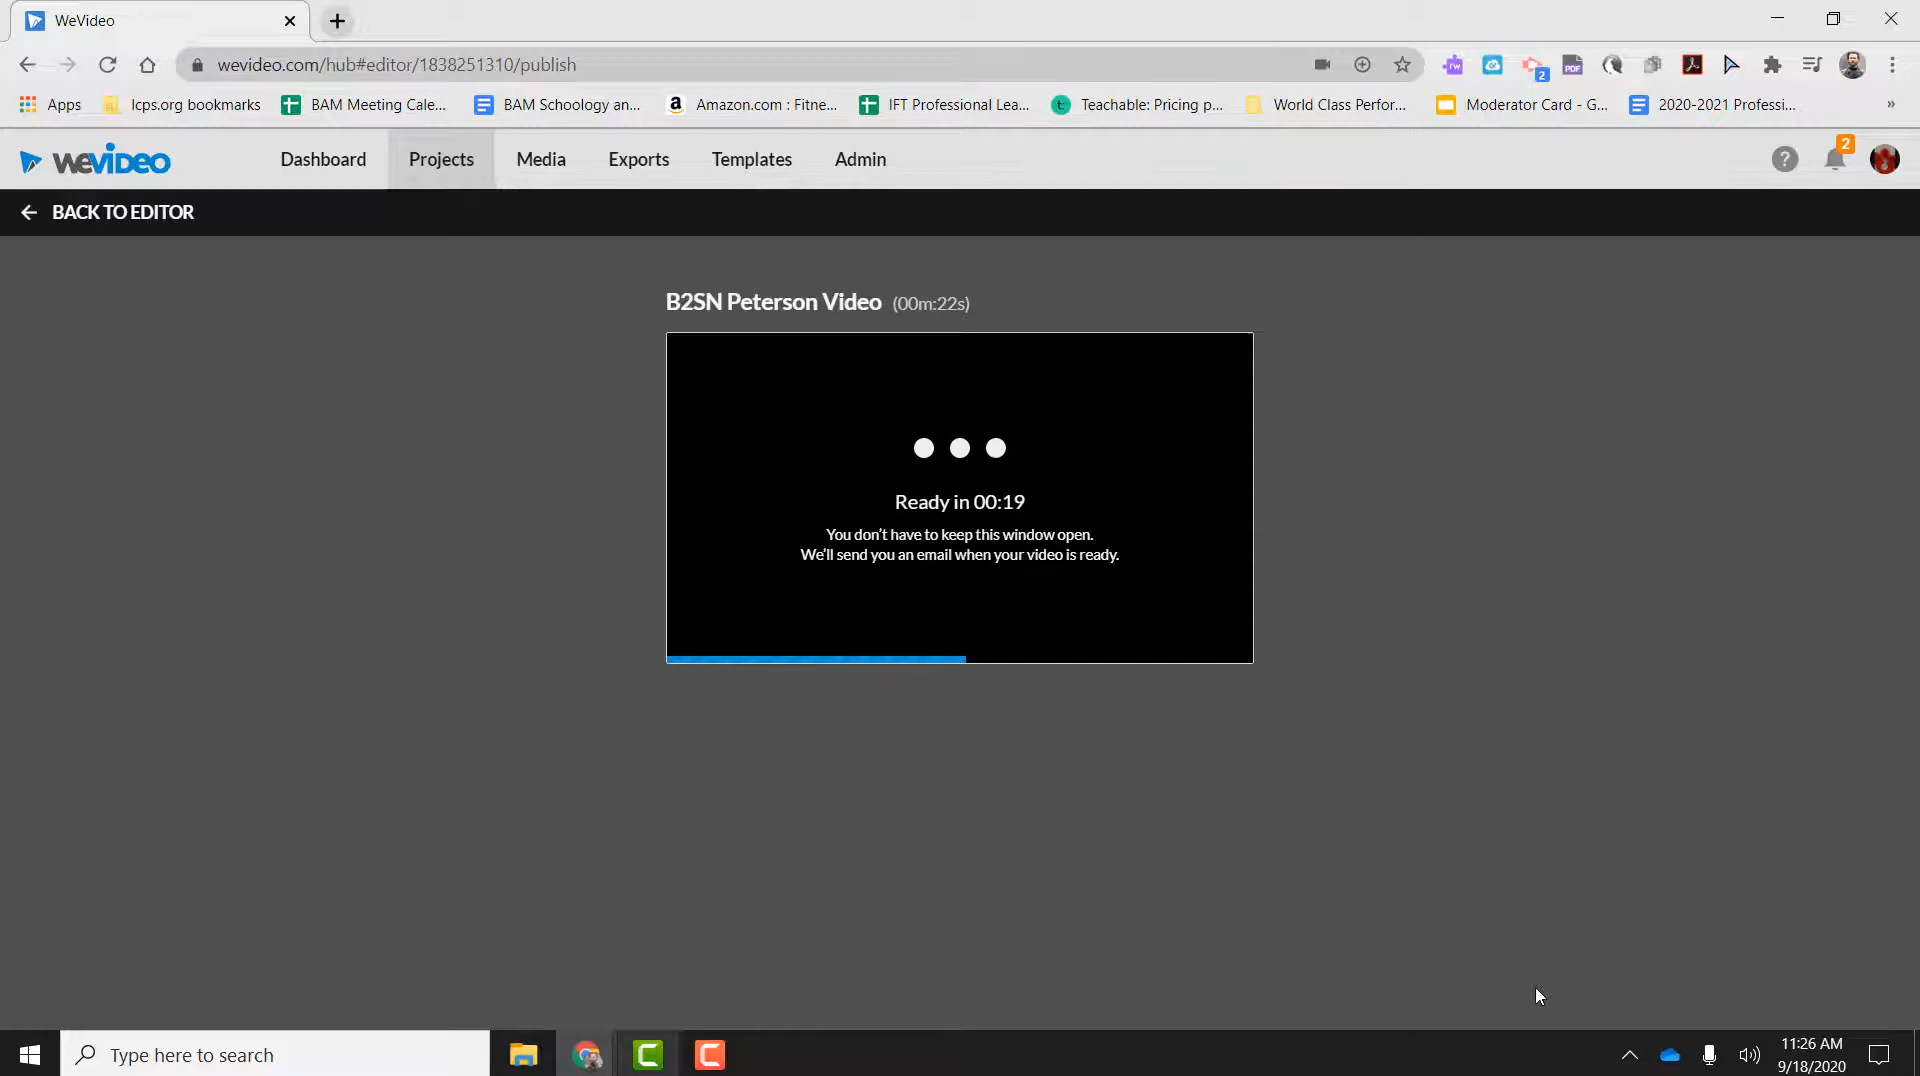 WeVideo
wevideo.com/hub#editor/1838251310/publish
2
PDF
Apps
lcps.org bookmarks
BAM Meeting Cale...
BAM Schoology an...
Amazon.com : Fitne...
IFT Professional Lea...
Teachable: Pricing p...
World Class Perfor...
Moderator Card - G...
2020-2021 Professi...
»
WEVIDEO
Dashboard
Projects
Media
Exports
Templates
Admin
?
2
BACK TO EDITOR
B2SN Peterson Video (00m:22s)
Ready in 00:19
You don't have to keep this window open.
We'll send you an email when your video is ready.
Type here to search
11:26 AM
9/18/2020